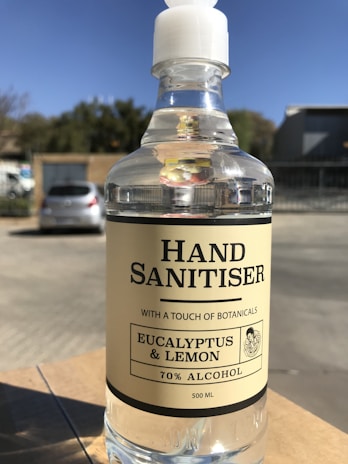 HAND
SANITISER
WITH A TOUCH OF BOTANICALS
EUCALYPTUS
& LEMON
70% ALCOHOL
500 ML